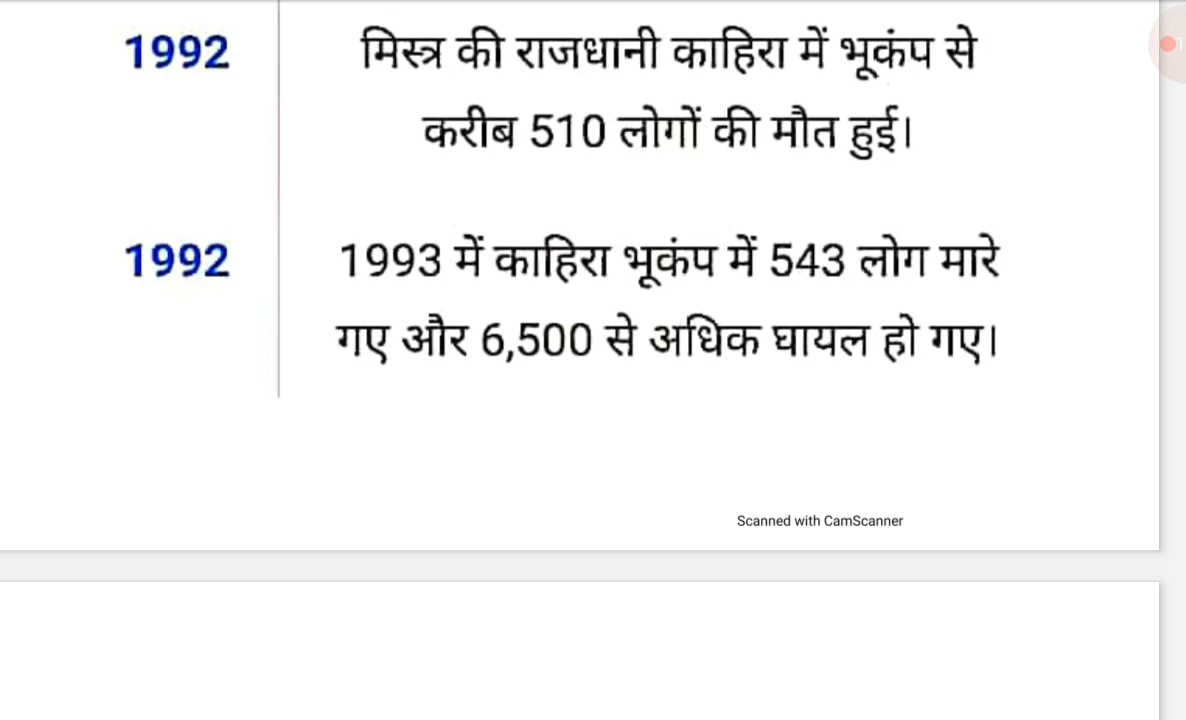 1992
मिस्त्र की राजधानी काहिरा में भूकंप से
करीब 510 लोगों की मौत हुई।
1992
1993 में काहिरा भूकंप में 543 लोग मारे
गए और 6,500 से अधिक घायल हो गए।
Scanned with CamScanner